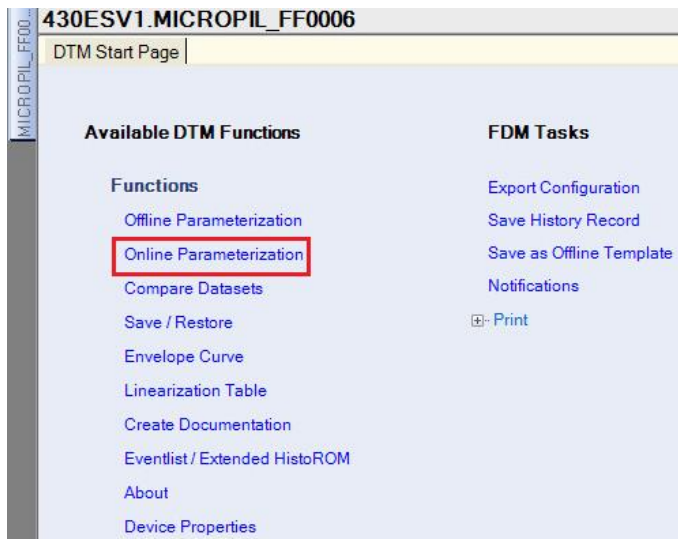 430ESV1.MICROPIL_FF0006
MICROPIL_FF00...
DTM Start Page
Available DTM Functions
Functions
Offline Parameterization
Online Parameterization
Compare Datasets
Save / Restore
Envelope Curve
Linearization Table
Create Documentation
Eventlist / Extended HistoROM
About
Device Properties
FDM Tasks
Export Configuration
Save History Record
Save as Offline Template
Notifications
Print